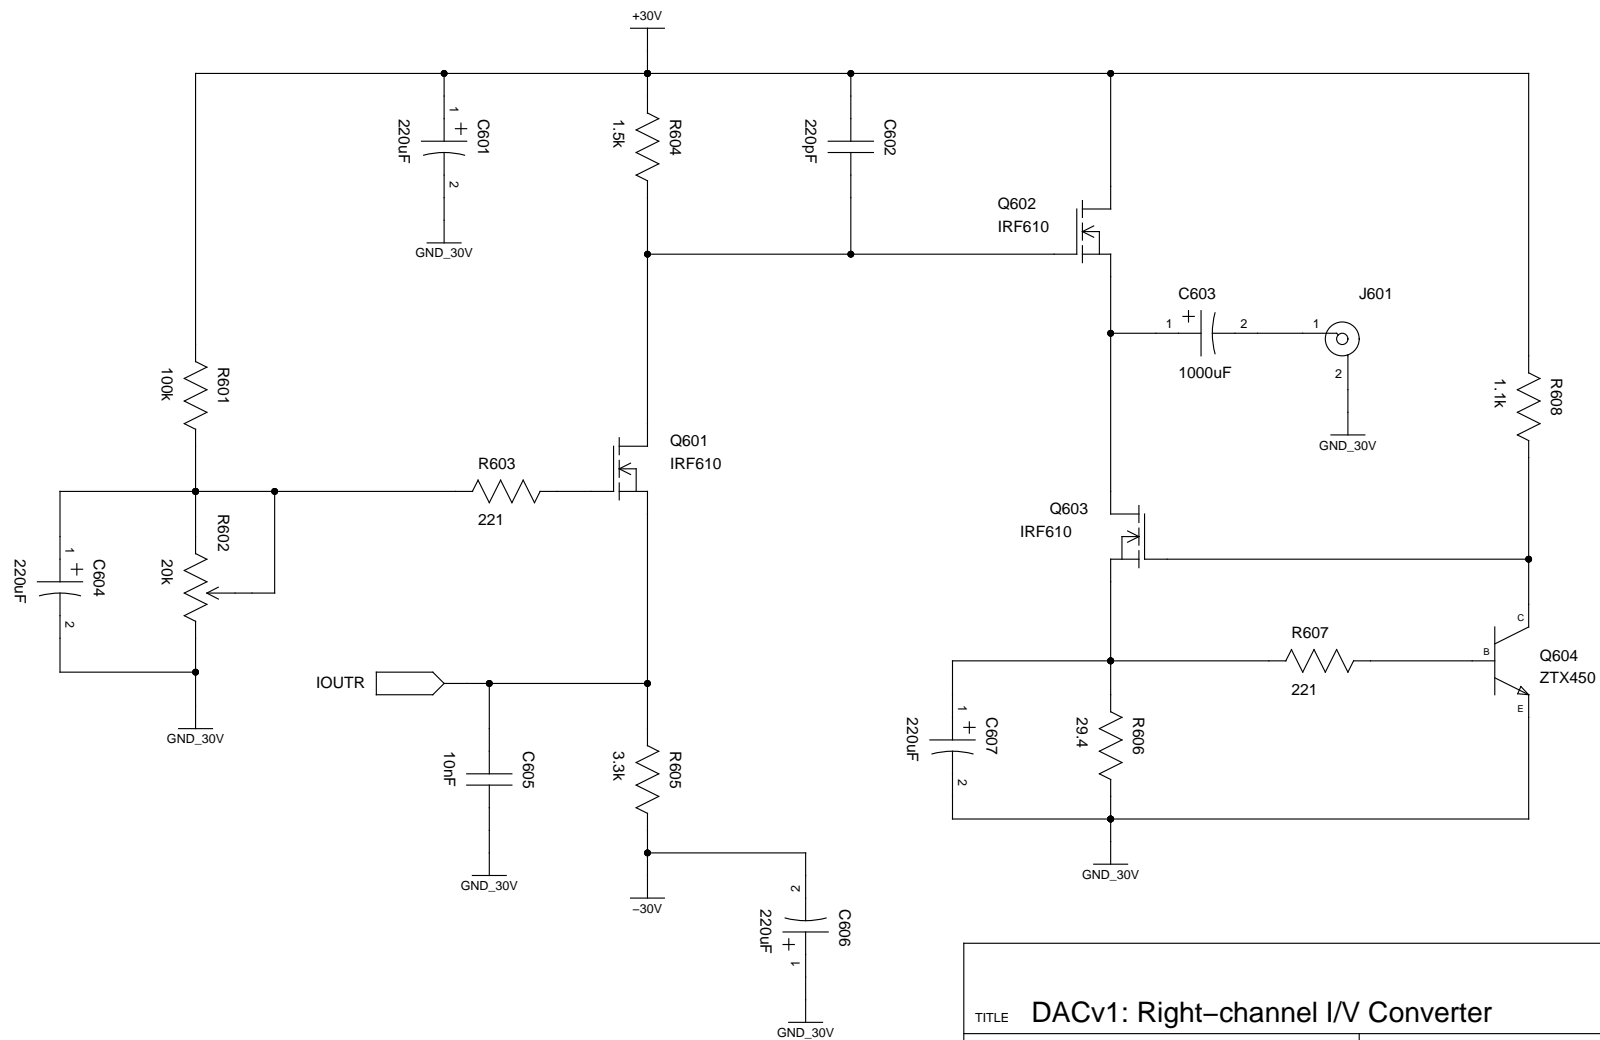 +30V
1
+
C601
220uF
2
GND_30V
R604
1.5k
C602
220pF
Q602
IRF610
C603
+
1
2
1000uF
J601
1
2
GND_30V
R608
1.1k
R601
100k
Q601
IRF610
R603
221
Q603
IRF610
R602
20k
1
+
C604
220uF
2
GND_30V
IOUTR
C605
10nF
GND_30V
R605
3.3k
-30V
2
C606
220uF
+
1
GND_30V
R607
221
C
B
E
Q604
ZTX450
1
+
C607
220uF
2
R606
29.4
GND_30V
TITLE DACv1: Right-channel I/V Converter